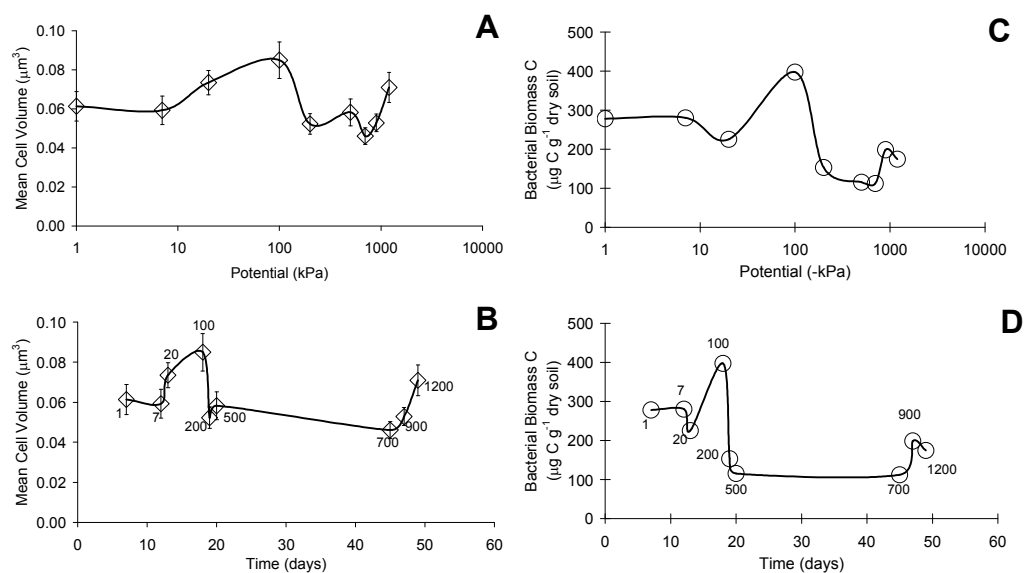 A
0.10
0.08
0.06
0.04
0.02
0.00
Mean Cell Volume (μm³)
1 10 100 1000 10000
Potential (kPa)
C
500
400
300
200
100
0
Bacterial Biomass C
(μg C g⁻¹ dry soil)
1 10 100 1000 10000
Potential (-kPa)
B
0.10
0.08
0.06
0.04
0.02
0.00
Mean Cell Volume (μm³)
100
20
1
7
200
500
700
900
1200
0 10 20 30 40 50 60
Time (days)
D
500
400
300
200
100
0
Bacterial Biomass C
(μg C g⁻¹ dry soil)
100
7
1
20
200
500
900
700
1200
0 10 20 30 40 50 60
Time (days)